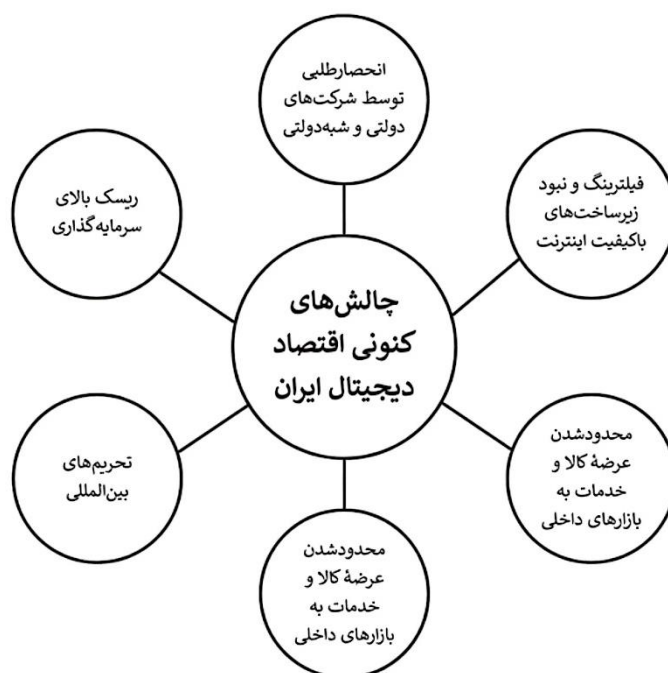 انحصارطلبی
توسط شرکت‌های
دولتی و شبه‌دولتی
فیلترینگ و نبود
زیرساخت‌های
باکیفیت اینترنت
ریسک بالای
سرمایه‌گذاری
چالش‌های
کنونی اقتصاد
دیجیتال ایران
محدودشدن
عرضهٔ کالا و
خدمات به
بازارهای داخلی
تحریم‌های
بین‌المللی
محدودشدن
عرضهٔ کالا و
خدمات به
بازارهای داخلی